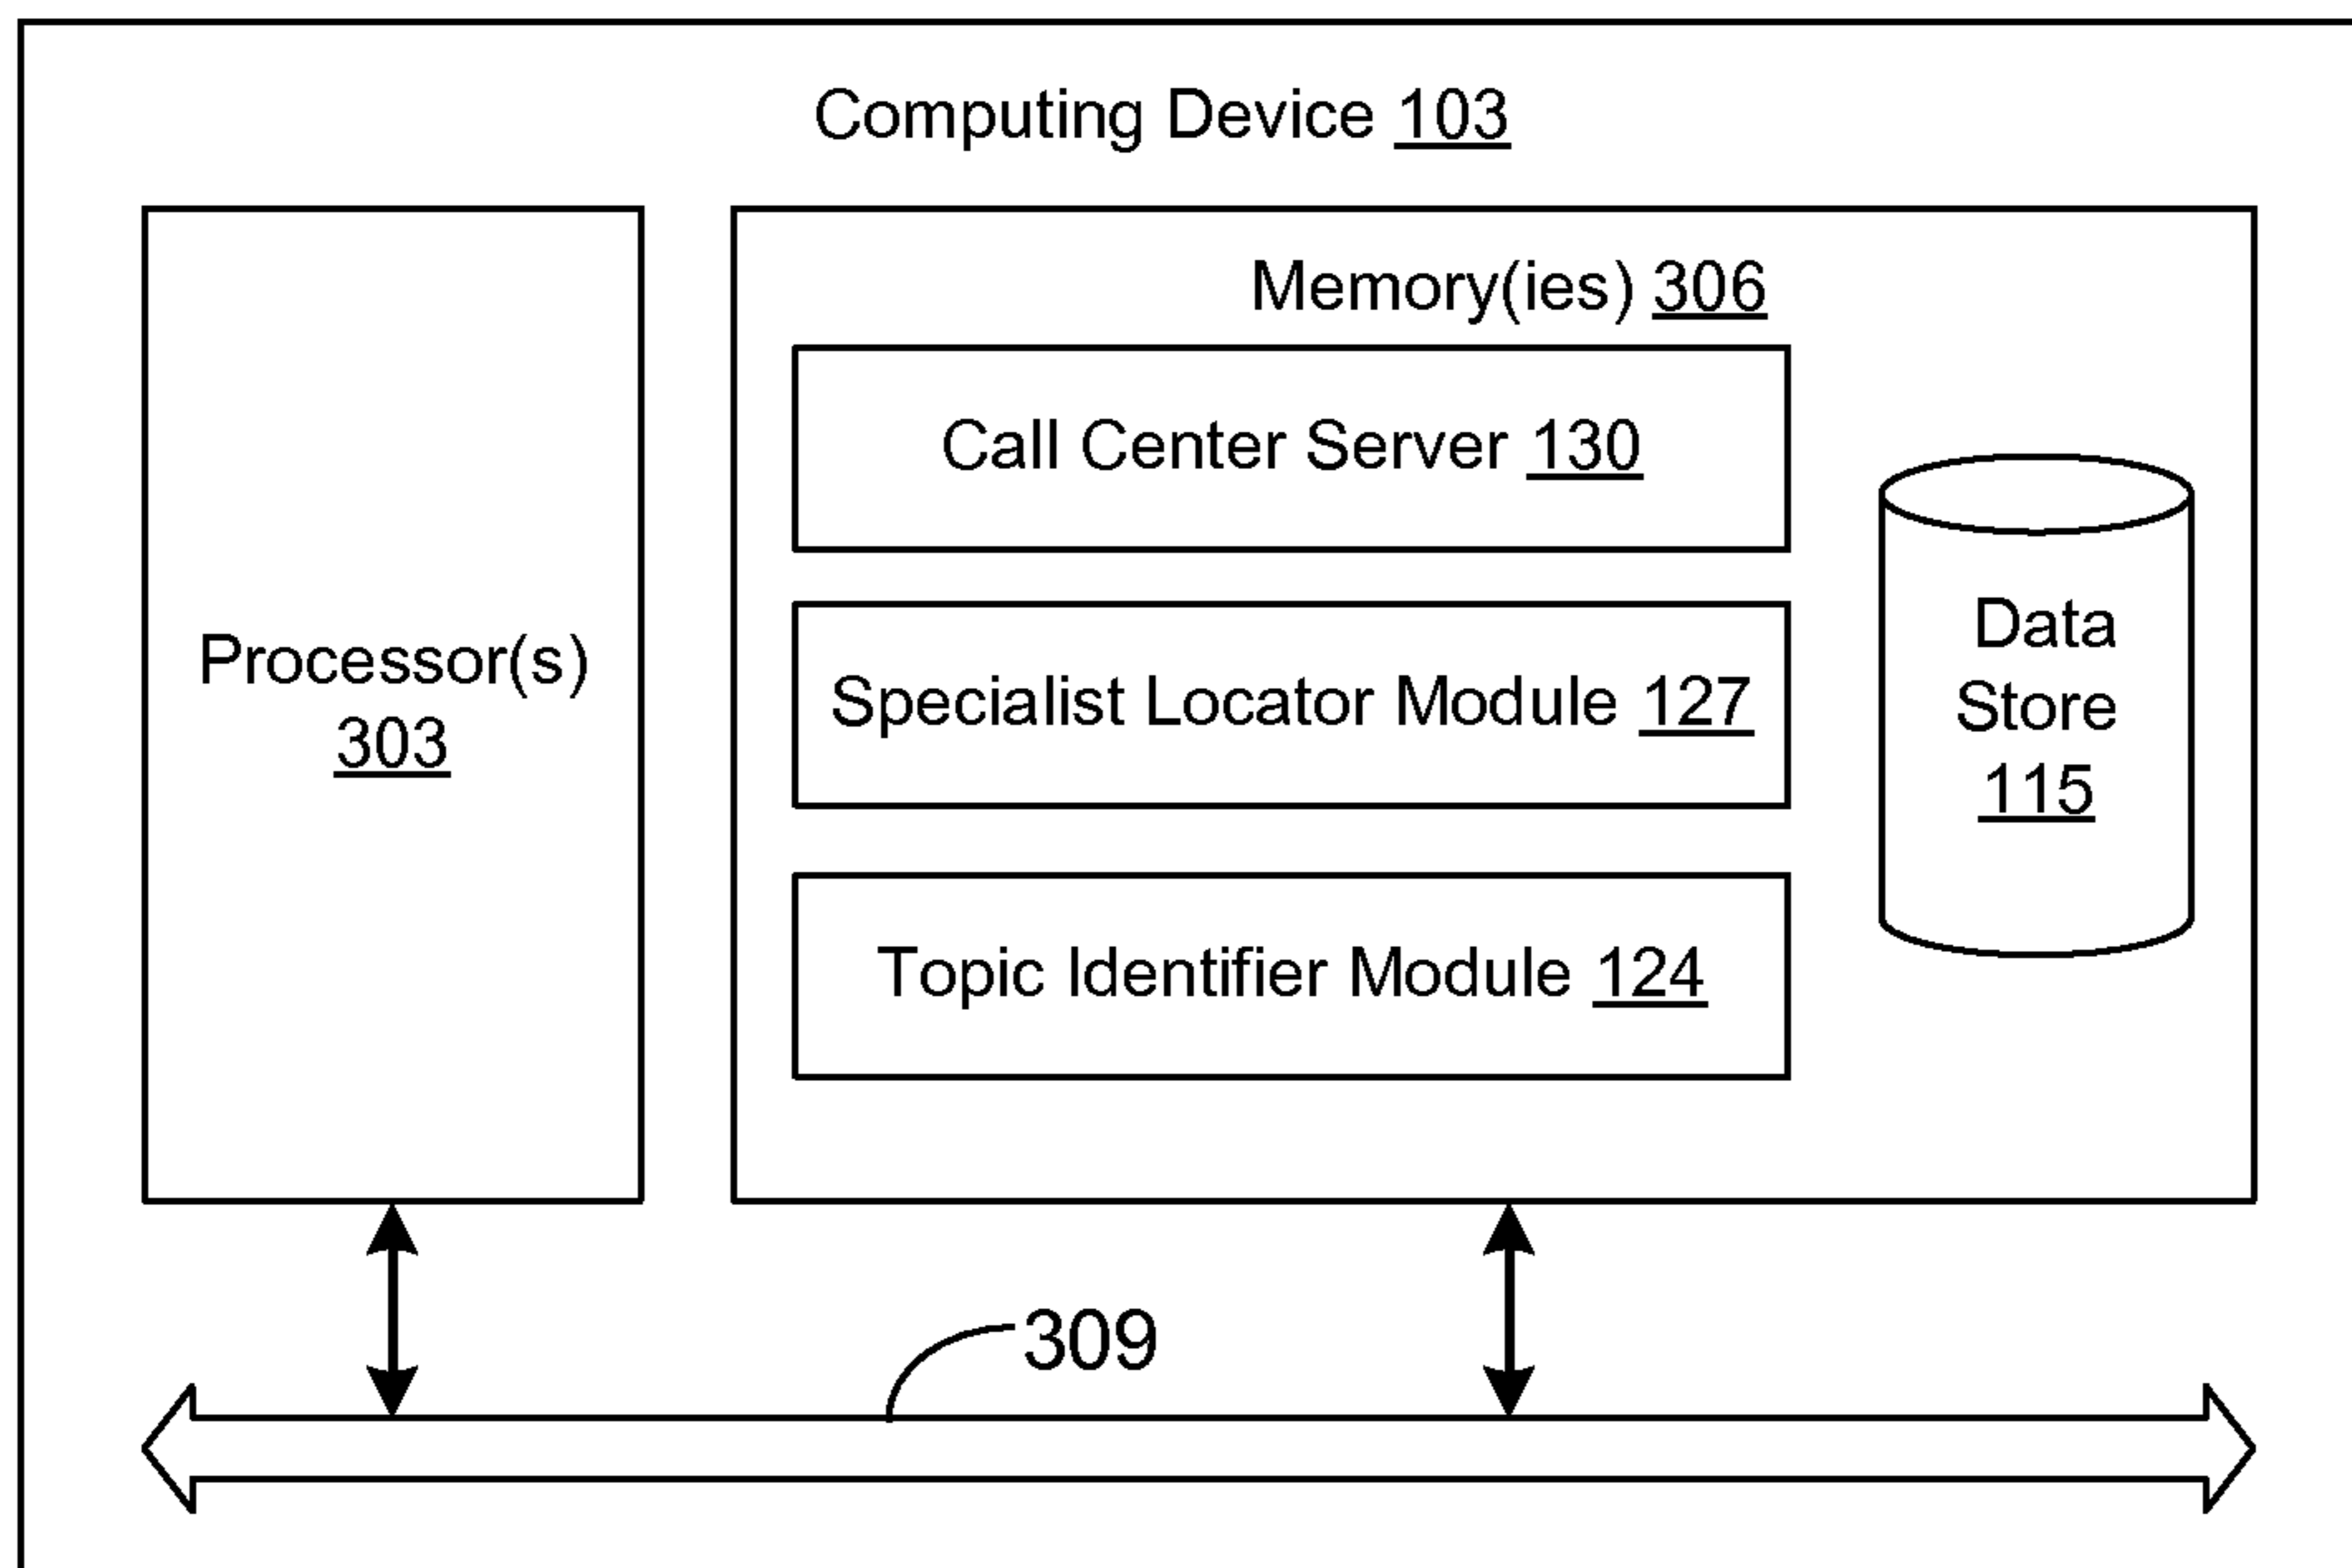 Computing Device 103
Processor(s)
303
Memory(ies) 306
Call Center Server 130
Specialist Locator Module 127
Topic Identifier Module 124
Data
Store
115
309